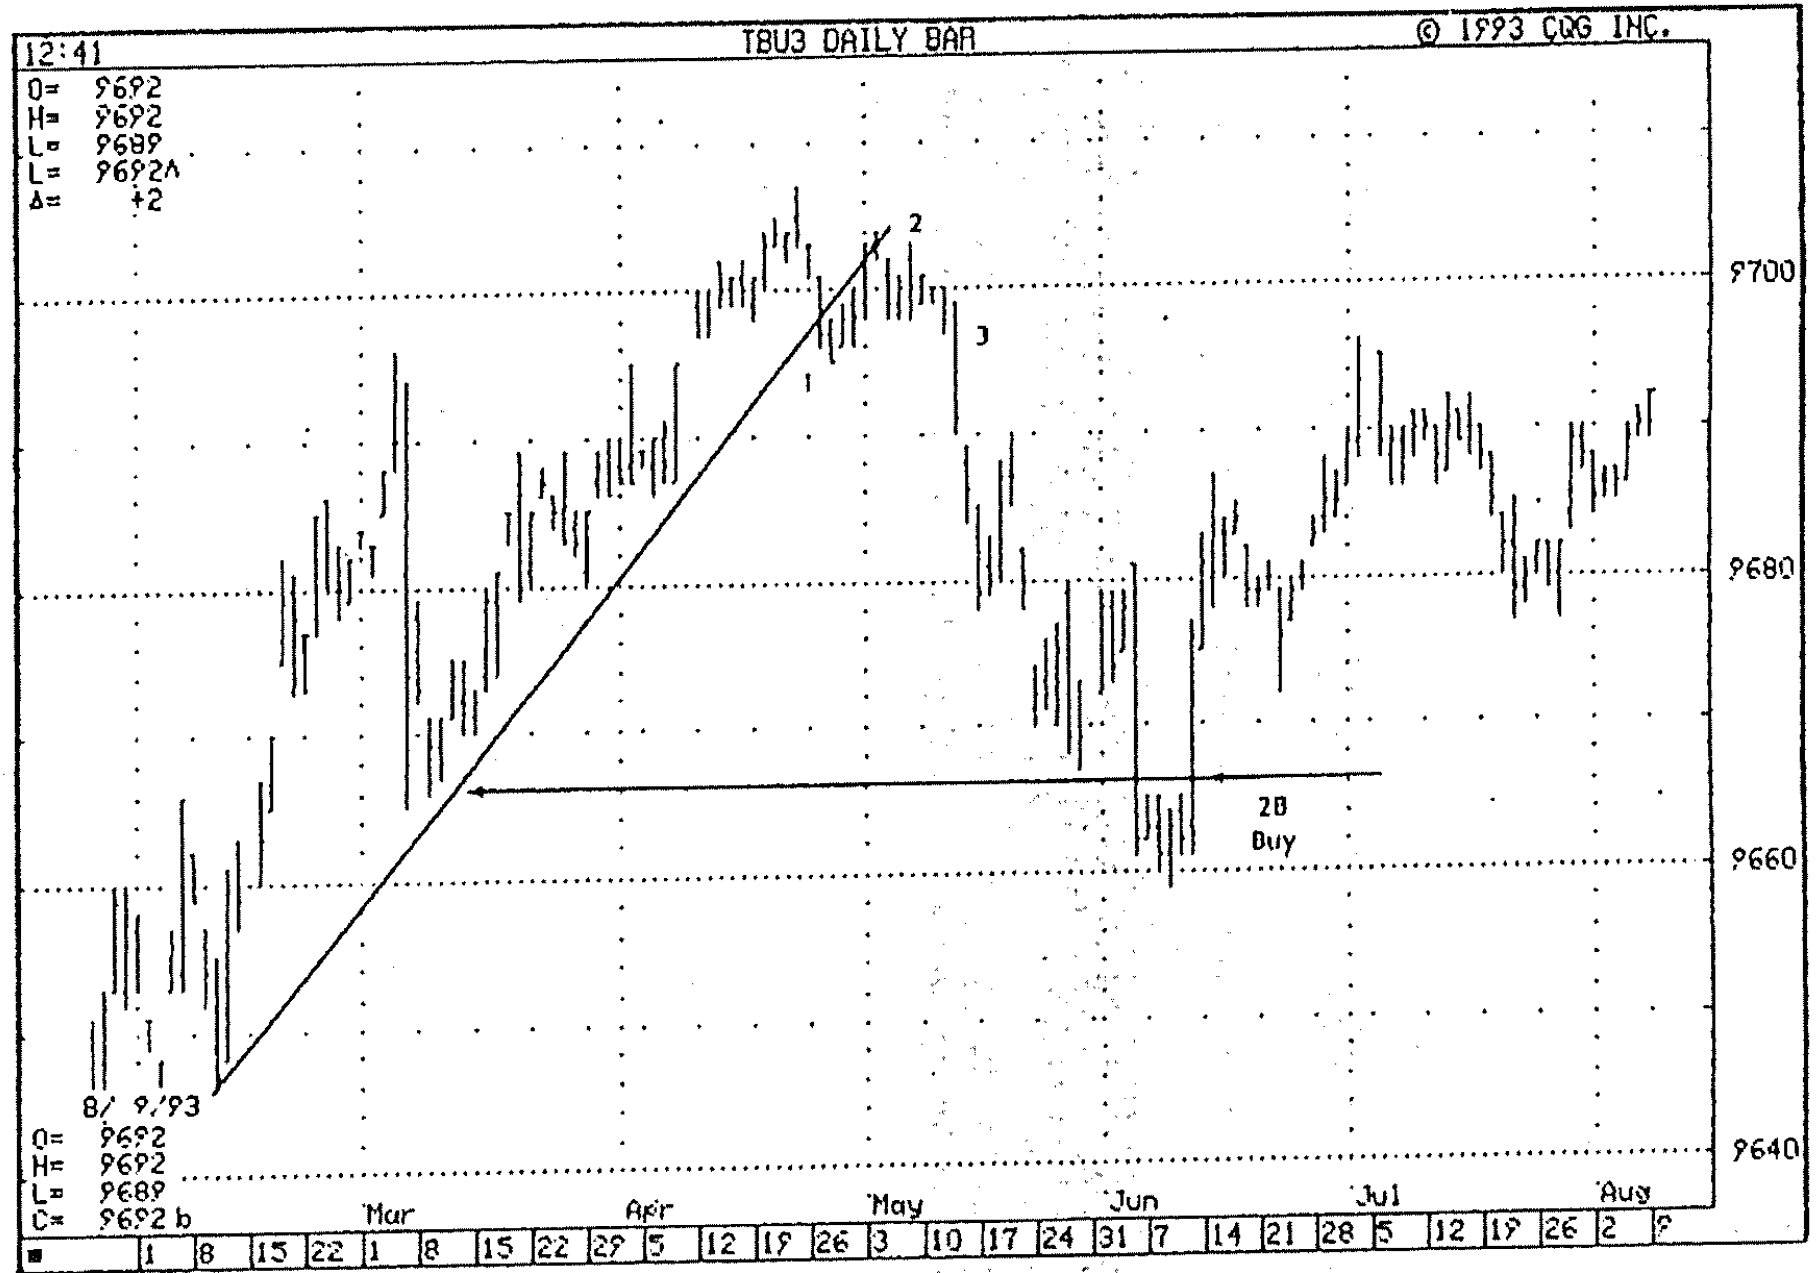 TBU3 DAILY BAR
© 1993 CQG INC.
12:41
O= 9692
H= 9692
L= 9689
L= 9692^
Δ= +2
2
9700
3
9680
2B
Buy
9660
8/ 9/93
O= 9692
H= 9692
L= 9689
C= 9692 b
9640
Mar Apr May Jun Jul Aug
1 8 15 22 1 8 15 22 29 5 12 19 26 3 10 17 24 31 7 14 21 28 5 12 19 26 2 9